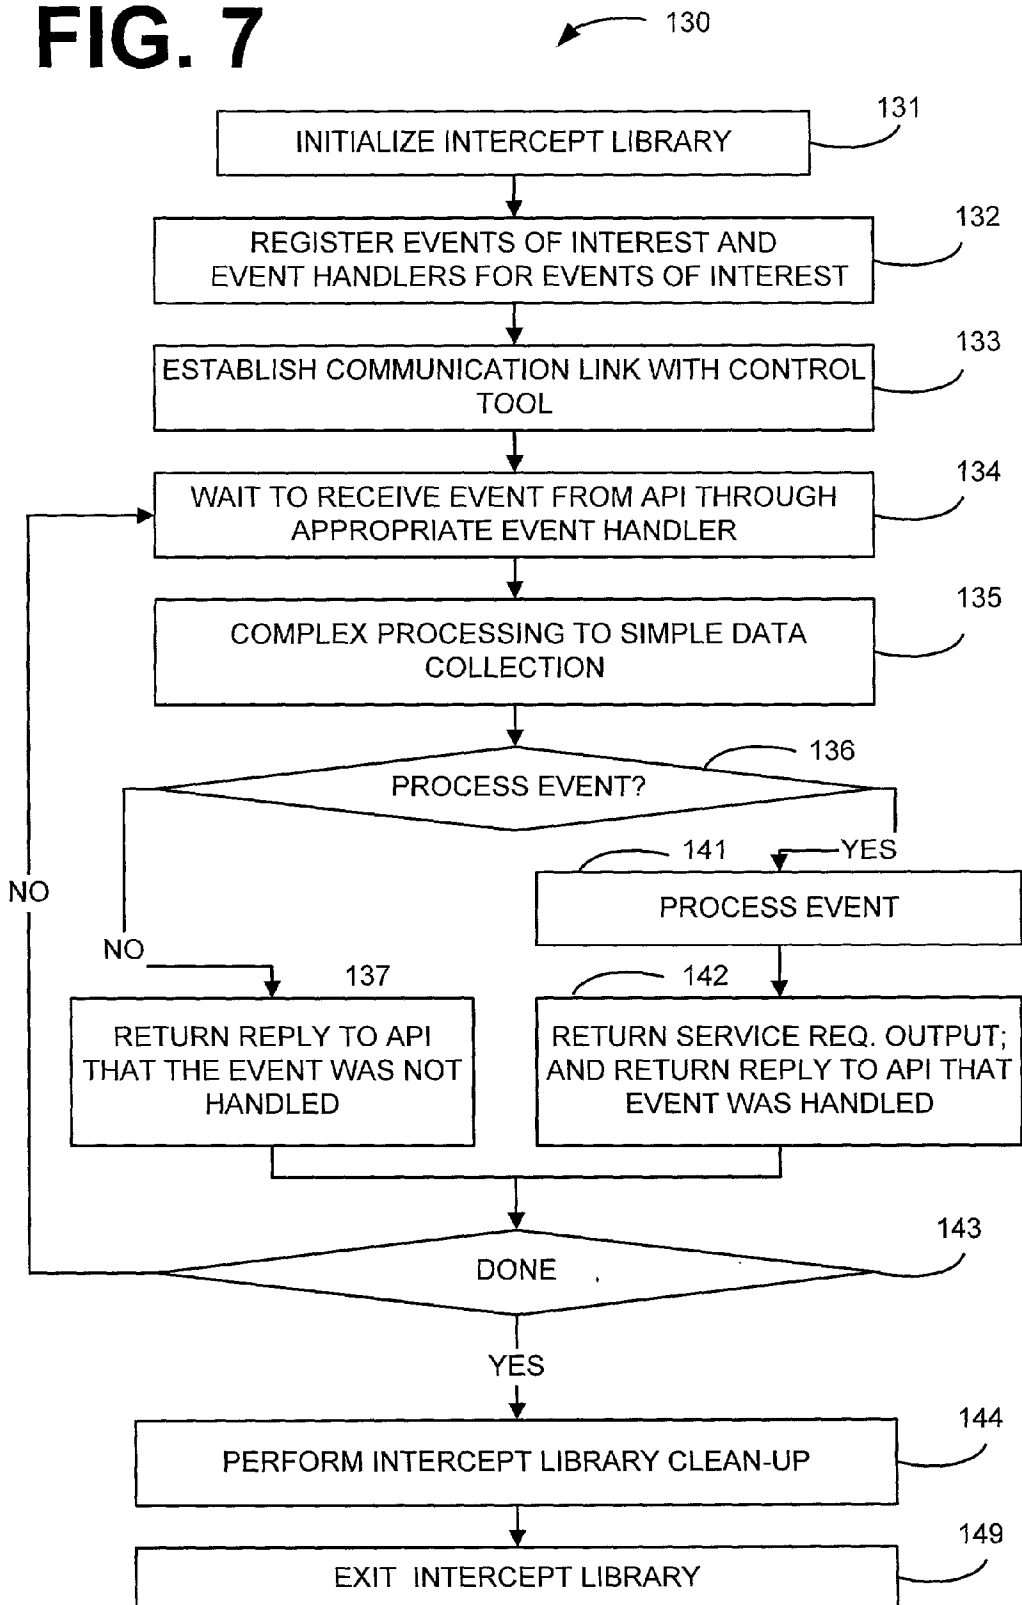 FIG. 7
130
131
INITIALIZE INTERCEPT LIBRARY
132
REGISTER EVENTS OF INTEREST AND
EVENT HANDLERS FOR EVENTS OF INTEREST
133
ESTABLISH COMMUNICATION LINK WITH CONTROL
TOOL
134
WAIT TO RECEIVE EVENT FROM API THROUGH
APPROPRIATE EVENT HANDLER
135
COMPLEX PROCESSING TO SIMPLE DATA
COLLECTION
136
PROCESS EVENT?
YES
141
PROCESS EVENT
NO
NO
137
RETURN REPLY TO API
THAT THE EVENT WAS NOT
HANDLED
142
RETURN SERVICE REQ. OUTPUT;
AND RETURN REPLY TO API THAT
EVENT WAS HANDLED
143
DONE
YES
144
PERFORM INTERCEPT LIBRARY CLEAN-UP
149
EXIT INTERCEPT LIBRARY